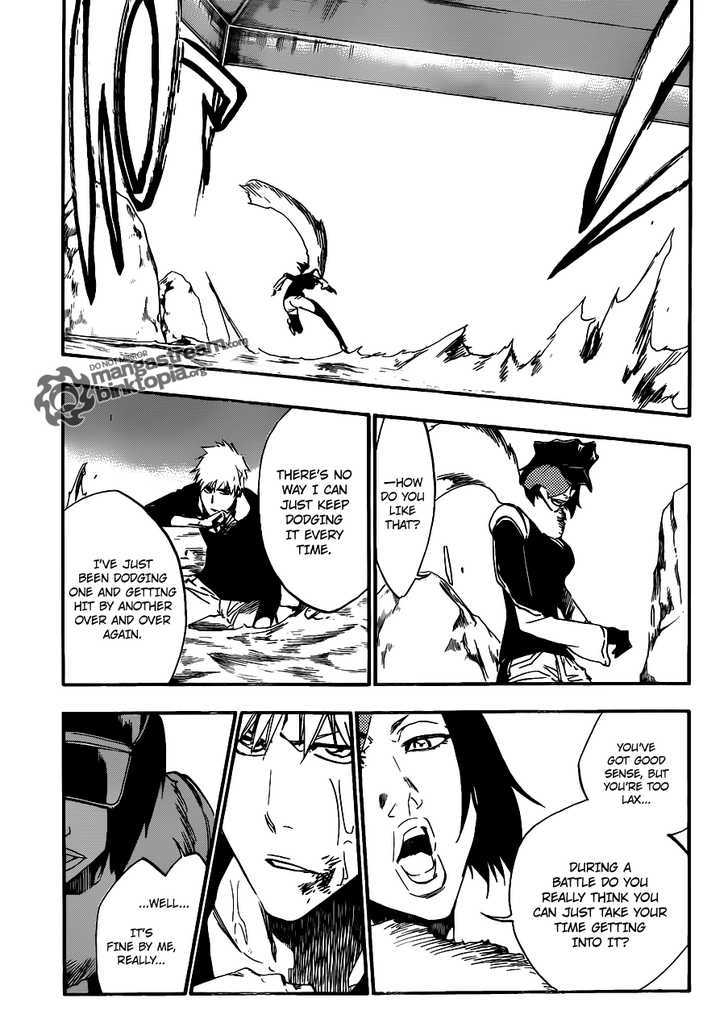 DO NOT MIRROR
mangastream.com
binktopia.org
—HOW
DO YOU
LIKE
THAT?
THERE'S NO
WAY I CAN
JUST KEEP
DODGING
IT EVERY
TIME.
I'VE JUST
BEEN DODGING
ONE AND GETTING
HIT BY ANOTHER
OVER AND OVER
AGAIN.
YOU'VE
GOT GOOD
SENSE, BUT
YOU'RE TOO
LAX...
DURING A
BATTLE DO YOU
REALLY THINK YOU
CAN JUST TAKE YOUR
TIME GETTING
INTO IT?
...WELL...
IT'S
FINE BY ME,
REALLY...